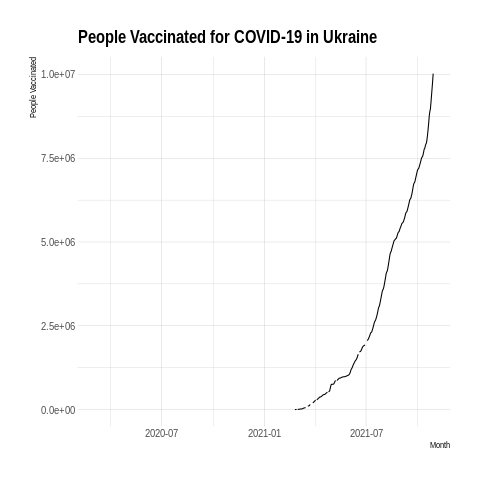 People Vaccinated for COVID-19 in Ukraine
People Vaccinated
1.0e+07
7.5e+06
5.0e+06
2.5e+06
0.0e+00
2020-07
2021-01
2021-07
Month